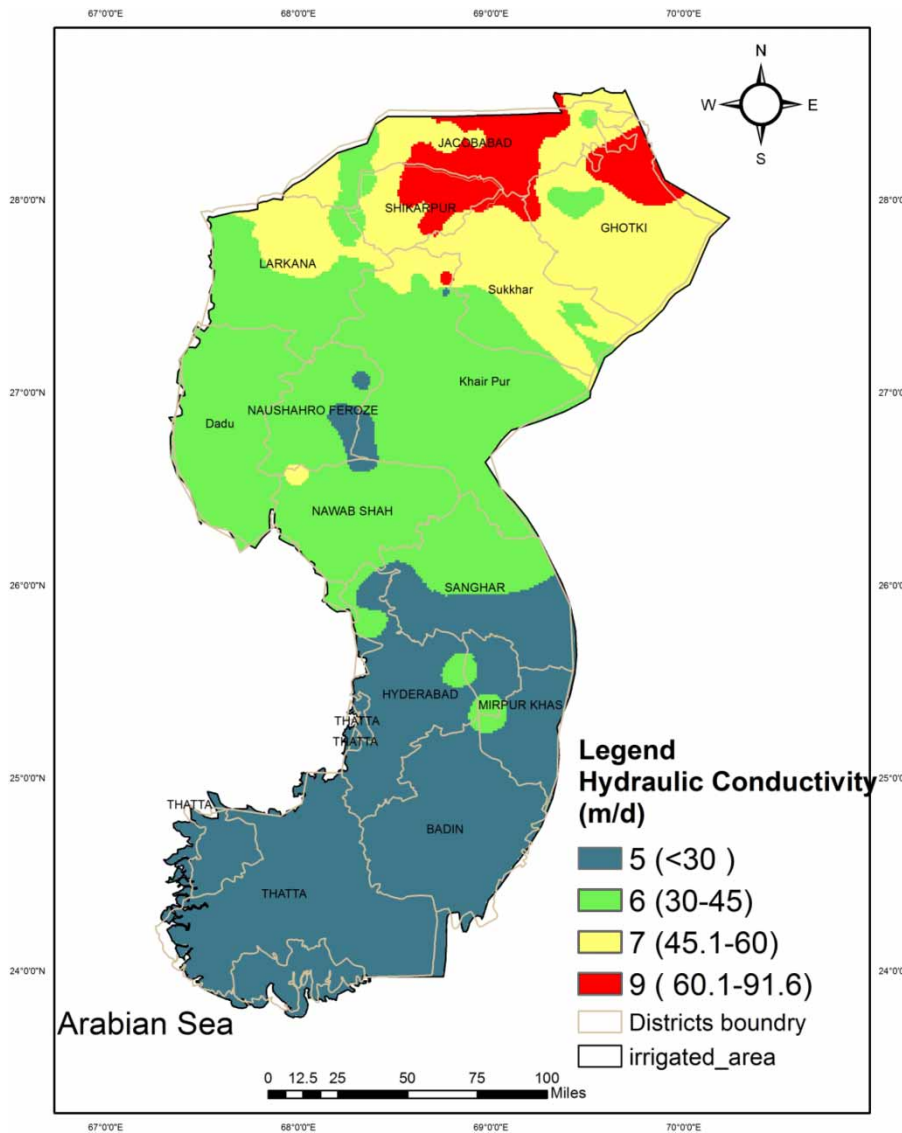 67°0'0"E 68°0'0"E 69°0'0"E 70°0'0"E
N
W E
S
JACOBABAD
28°0'0"N 28°0'0"N
SHIKARPUR
GHOTKI
LARKANA
Sukkhar
27°0'0"N 27°0'0"N
Khair Pur
NAUSHAHRO FEROZE
Dadu
NAWAB SHAH
26°0'0"N 26°0'0"N
SANGHAR
HYDERABAD
MIRPUR KHAS
THATTA
THATTA
25°0'0"N 25°0'0"N
THATTA
BADIN
THATTA
24°0'0"N 24°0'0"N
Arabian Sea
Legend
Hydraulic Conductivity
(m/d)
5 (<30 )
6 (30-45)
7 (45.1-60)
9 ( 60.1-91.6)
Districts boundry
irrigated_area
0 12.5 25 50 75 100
Miles
67°0'0"E 68°0'0"E 69°0'0"E 70°0'0"E